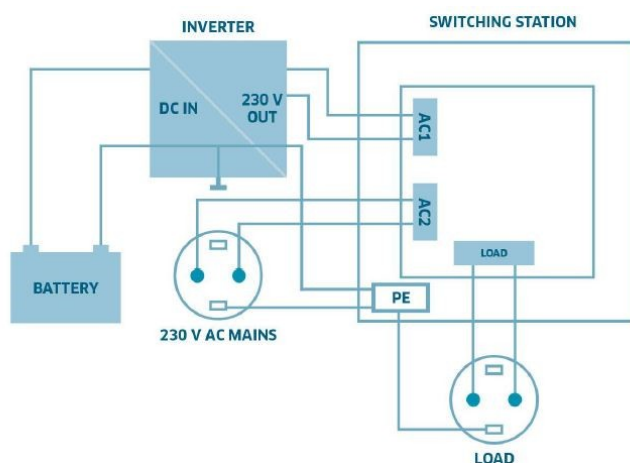 INVERTER
SWITCHING STATION
DC IN
230 V
OUT
AC1
AC2
LOAD
BATTERY
PE
230 V AC MAINS
LOAD